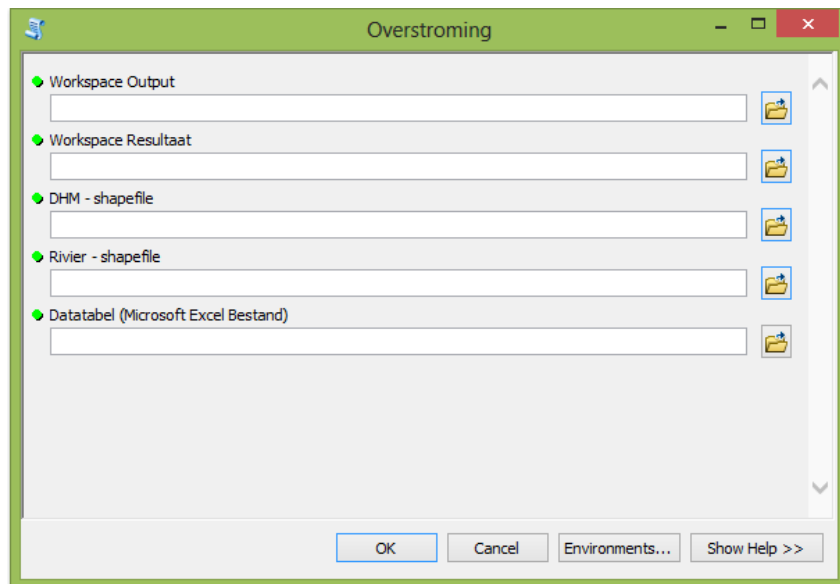 Overstroming
Workspace Output
Workspace Resultaat
DHM - shapefile
Rivier - shapefile
Datatabel (Microsoft Excel Bestand)
OK Cancel Environments... Show Help >>